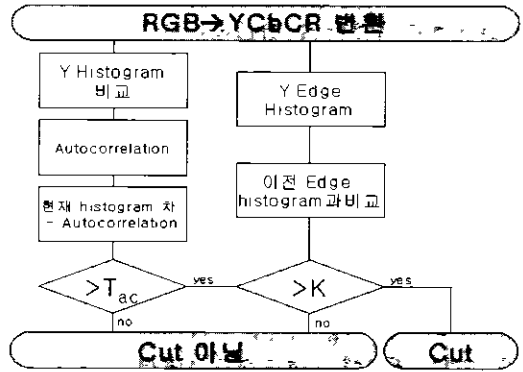 RGB→YCbCR 변환
Y Histogram
비교
Autocorrelation
현재 histogram 차
- Autocorrelation
>Tac
yes
no
Y Edge
Histogram
이전 Edge
histogram과비교
>K
yes
no
Cut 아님
Cut